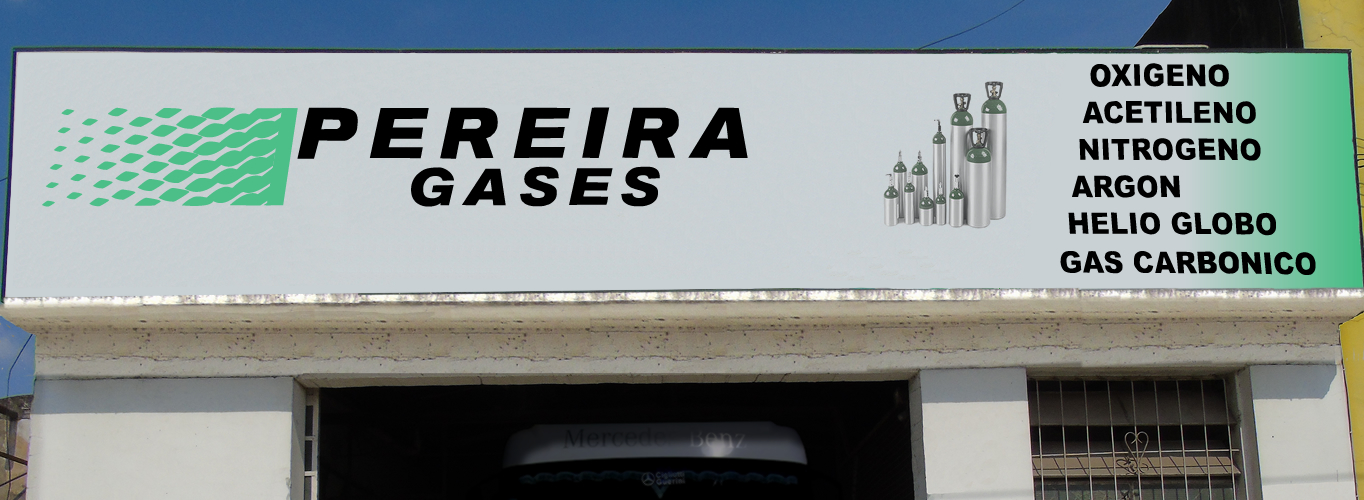 PEREIRA
GASES
OXIGENO
ACETILENO
NITROGENO
ARGON
HELIO GLOBO
GAS CARBONICO
Mercedes Benz